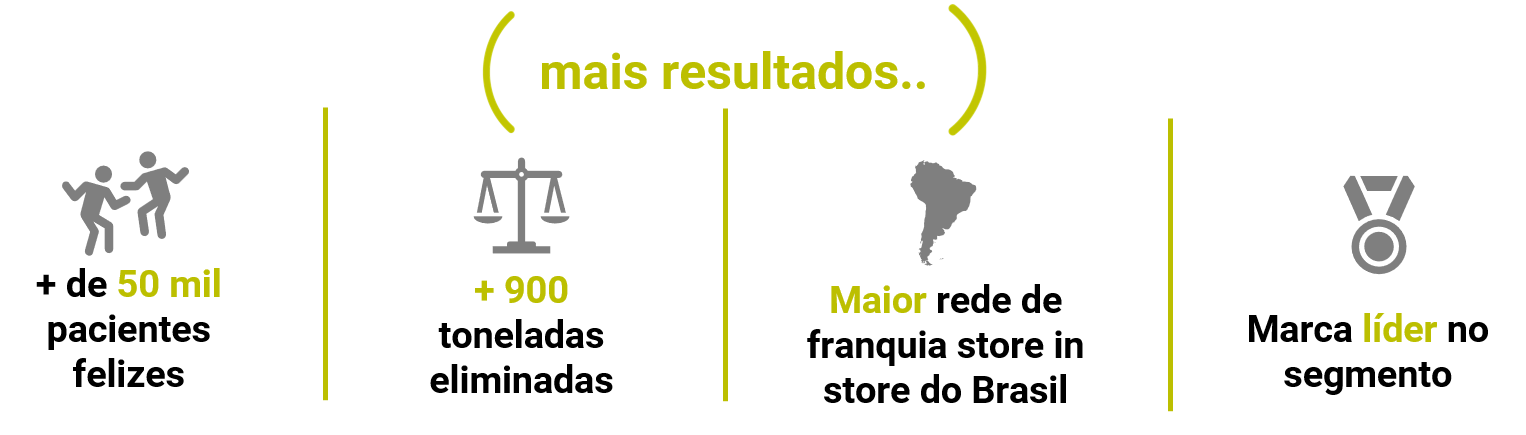 mais resultados..
+ de 50 mil
pacientes
felizes
+ 900
toneladas
eliminadas
Maior rede de
franquia store in
store do Brasil
Marca líder no
segmento